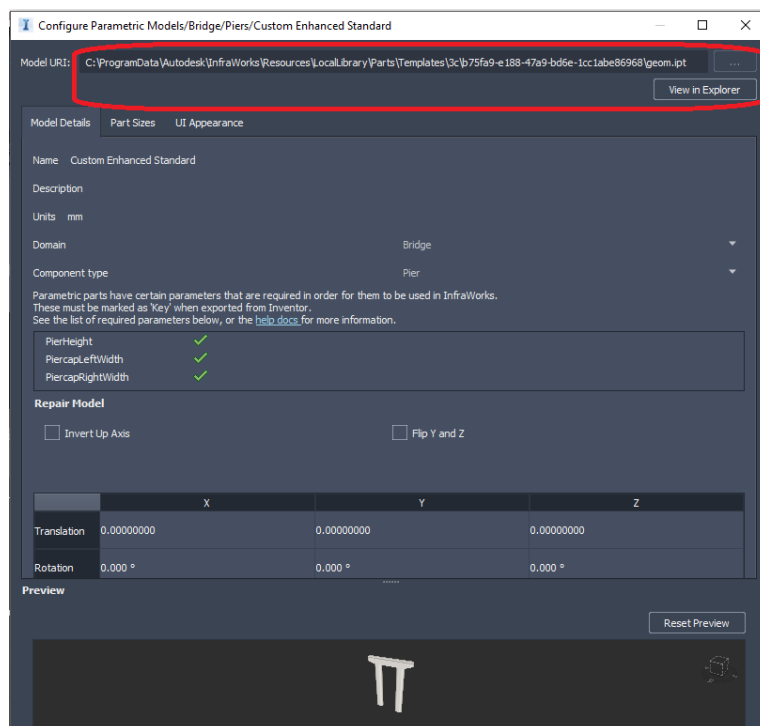 Configure Parametric Models/Bridge/Piers/Custom Enhanced Standard
Model URI: C:\ProgramData\Autodesk\InfraWorks\Resources\LocalLibrary\Parts\Templates\3c\b75fa9-e188-47a9-bd6e-1cc1abe86968\geom.ipt ...
View in Explorer
Model Details Part Sizes UI Appearance
Name Custom Enhanced Standard
Description
Units mm
Domain Bridge
Component type Pier
Parametric parts have certain parameters that are required in order for them to be used in InfraWorks.
These must be marked as 'Key' when exported from Inventor.
See the list of required parameters below, or the help docs for more information.
PierHeight
PiercapLeftWidth
PiercapRightWidth
Repair Model
Invert Up Axis Flip Y and Z
X Y Z
Translation 0.00000000 0.00000000 0.00000000
Rotation 0.000 ° 0.000 ° 0.000 °
Preview
Reset Preview